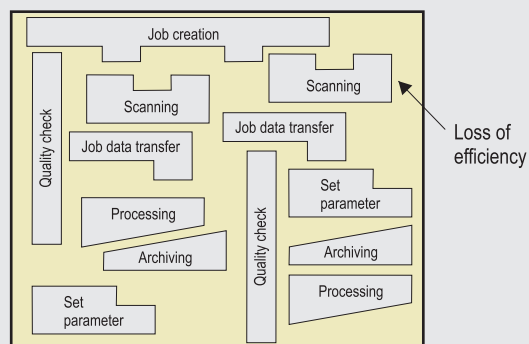 Job creation
Scanning
Scanning
Quality check
Job data transfer
Job data transfer
Loss of
efficiency
Quality check
Set
parameter
Processing
Archiving
Archiving
Processing
Set
parameter